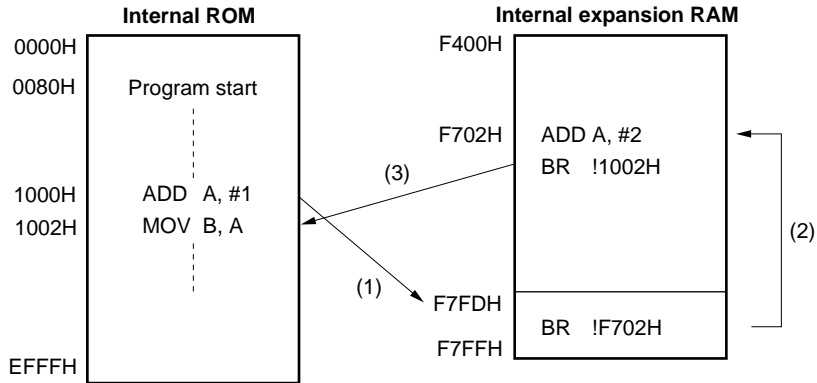 Internal ROM
0000H
0080H
Program start
1000H
ADD A, #1
1002H
MOV B, A
EFFFH
(1)
(3)
Internal expansion RAM
F400H
F702H
ADD A, #2
BR !1002H
(2)
F7FDH
BR !F702H
F7FFH